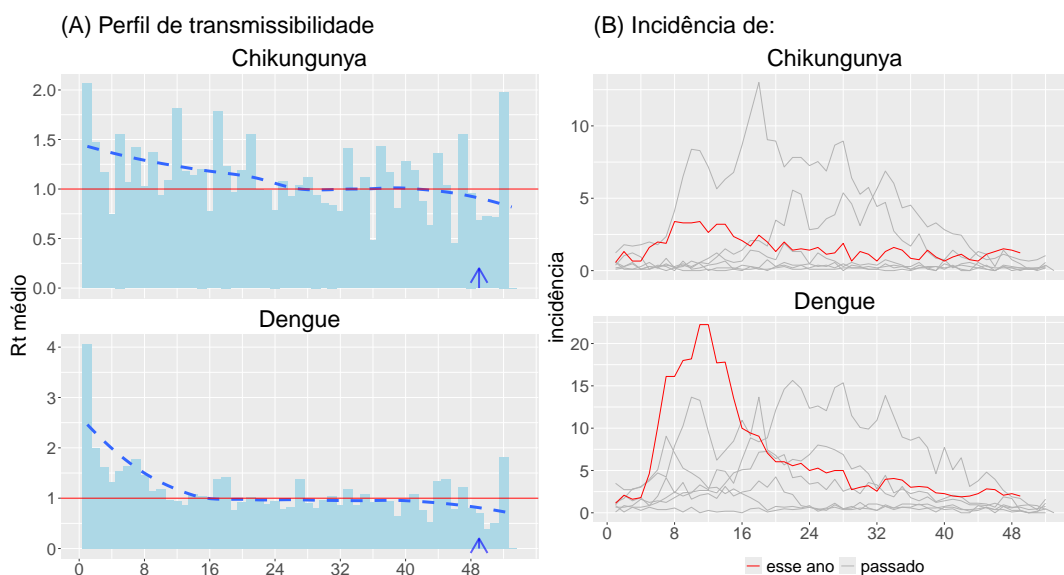 (A) Perfil de transmissibilidade
Chikungunya
2.0
1.5
1.0
0.5
0.0
Dengue
4
3
2
1
0
0 8 16 24 32 40 48
Rt médio
(B) Incidência de:
Chikungunya
10
5
0
Dengue
20
15
10
5
0
0 8 16 24 32 40 48
incidência
esse ano passado